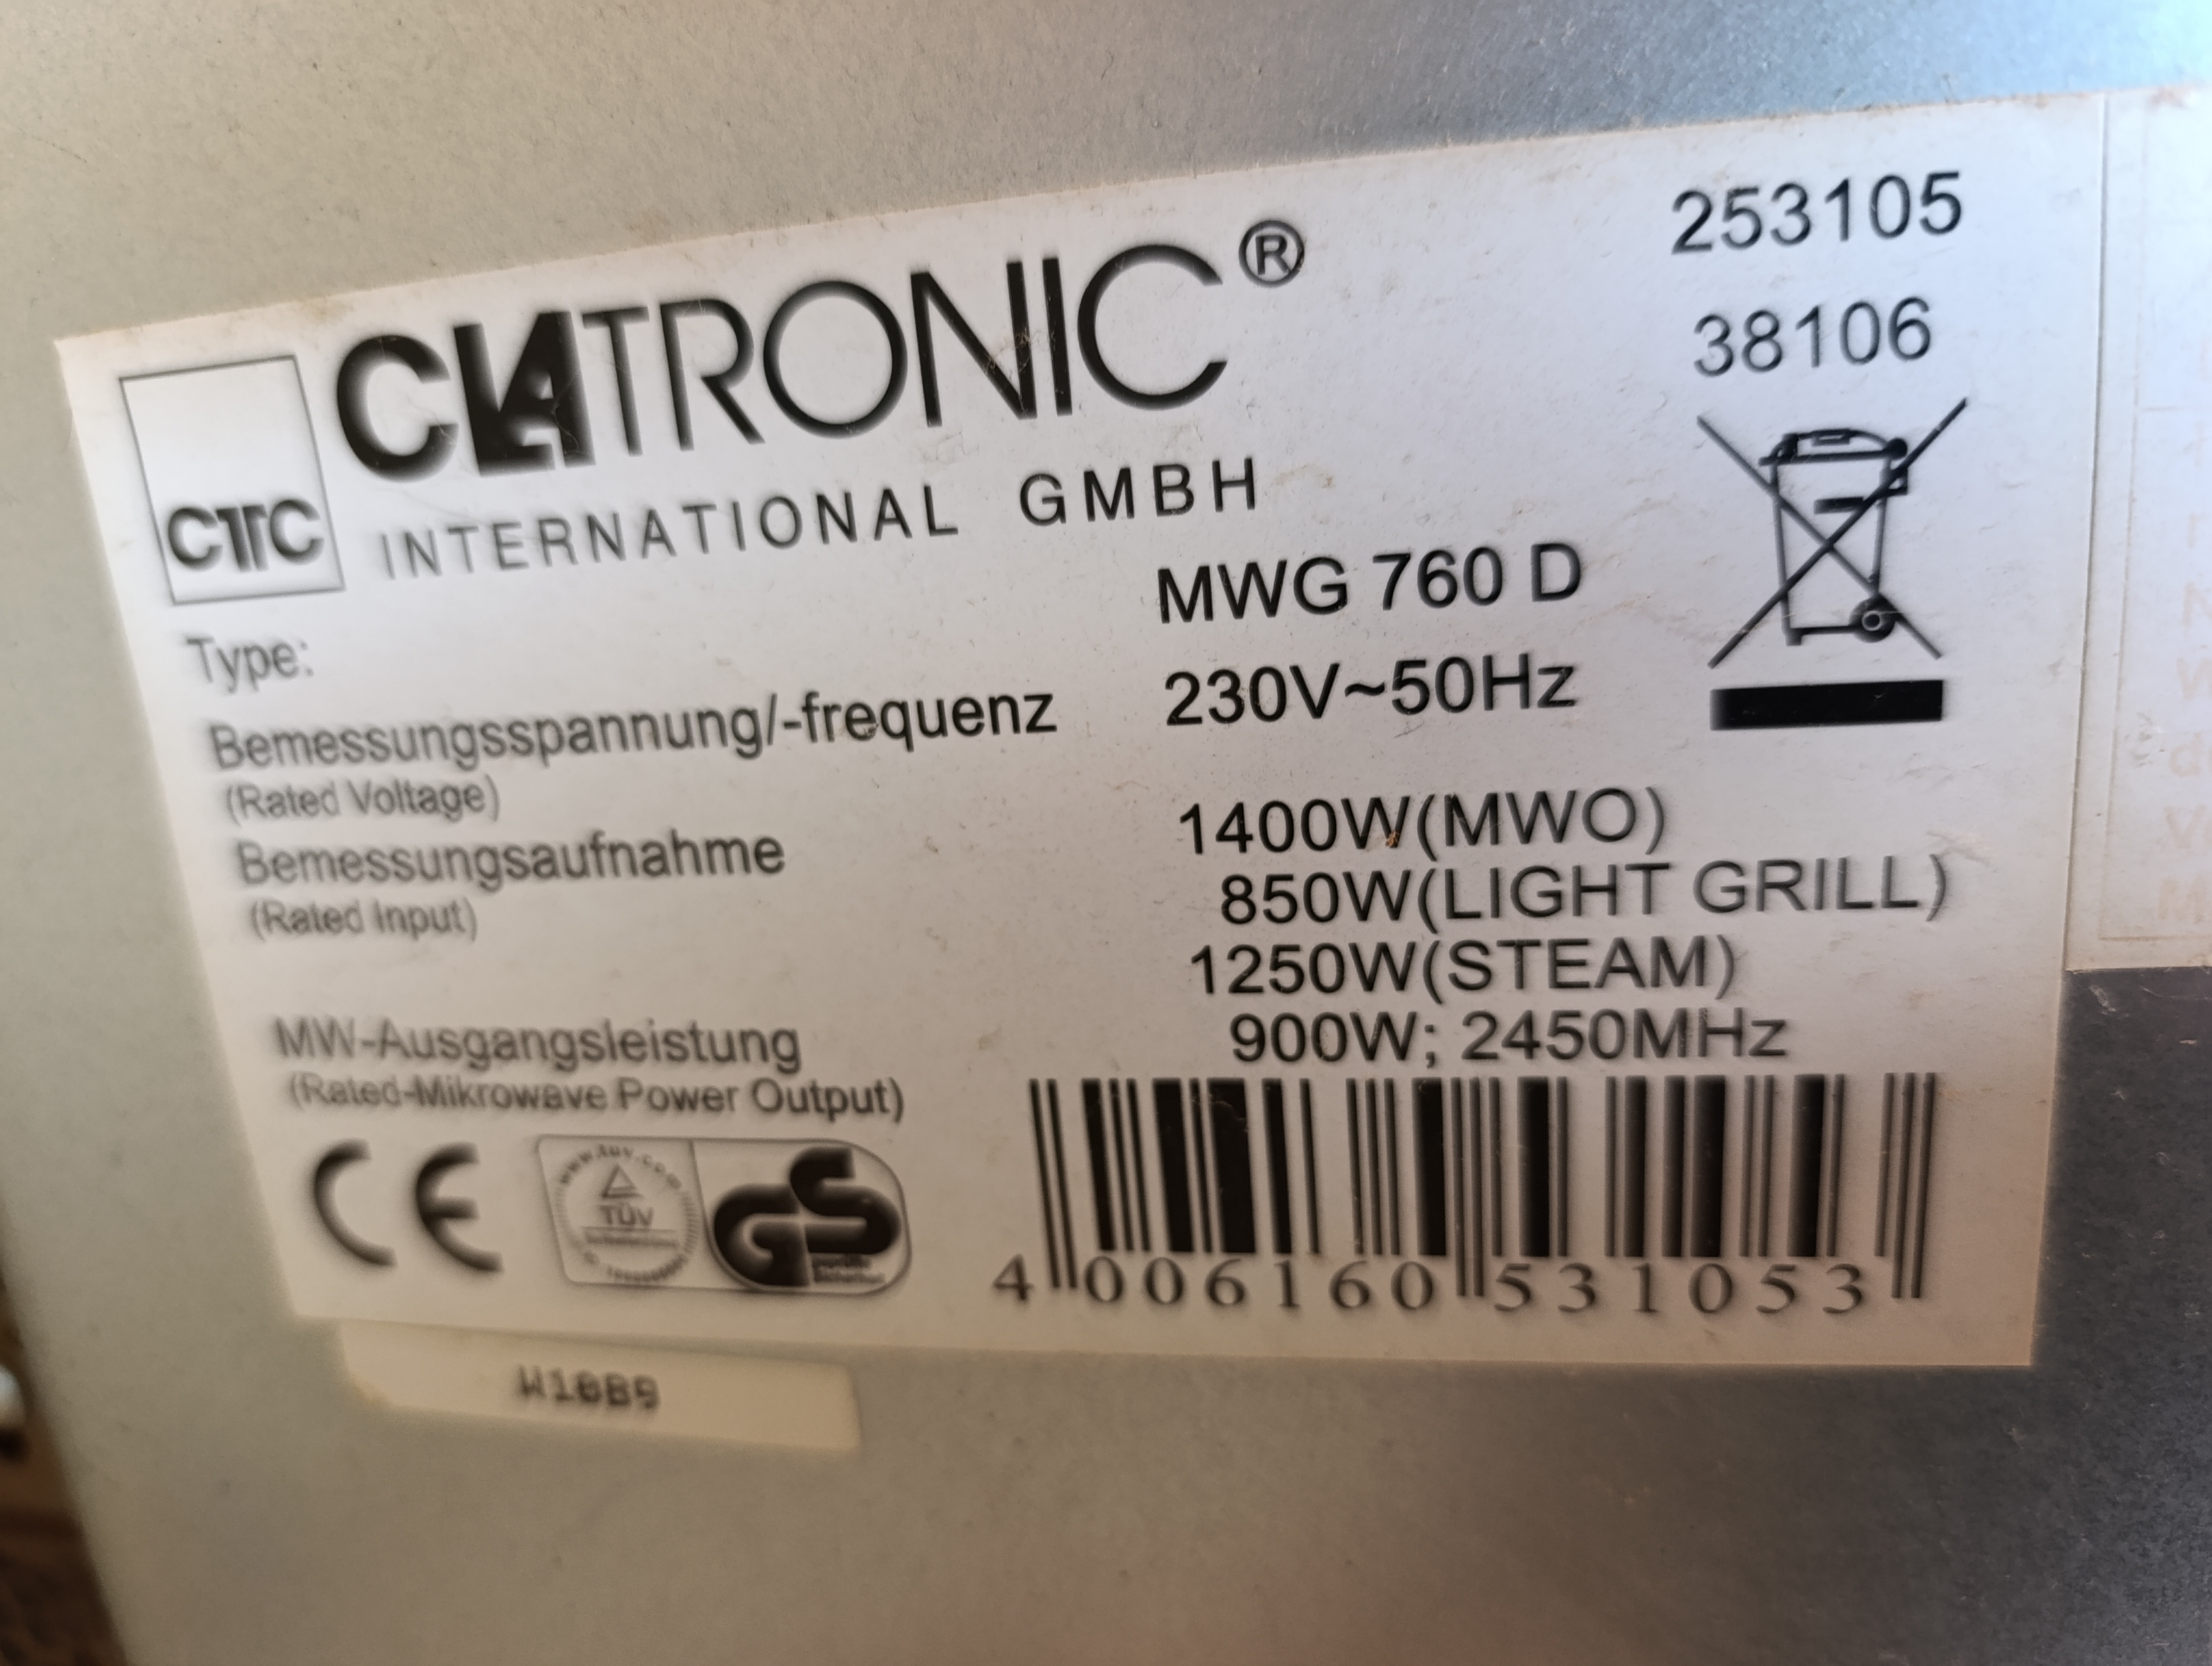 253105
CLATRONIC®
38106
CTC
INTERNATIONAL GMBH
Type: MWG 760 D
Bemessungsspannung/-frequenz 230V~50Hz
(Rated Voltage)
Bemessungsaufnahme 1400W(MWO)
(Rated Input) 850W(LIGHT GRILL)
1250W(STEAM)
MW-Ausgangsleistung 900W; 2450MHz
(Rated-Mikrowave Power Output)
CE
TÜV
GS
4 006160 531053